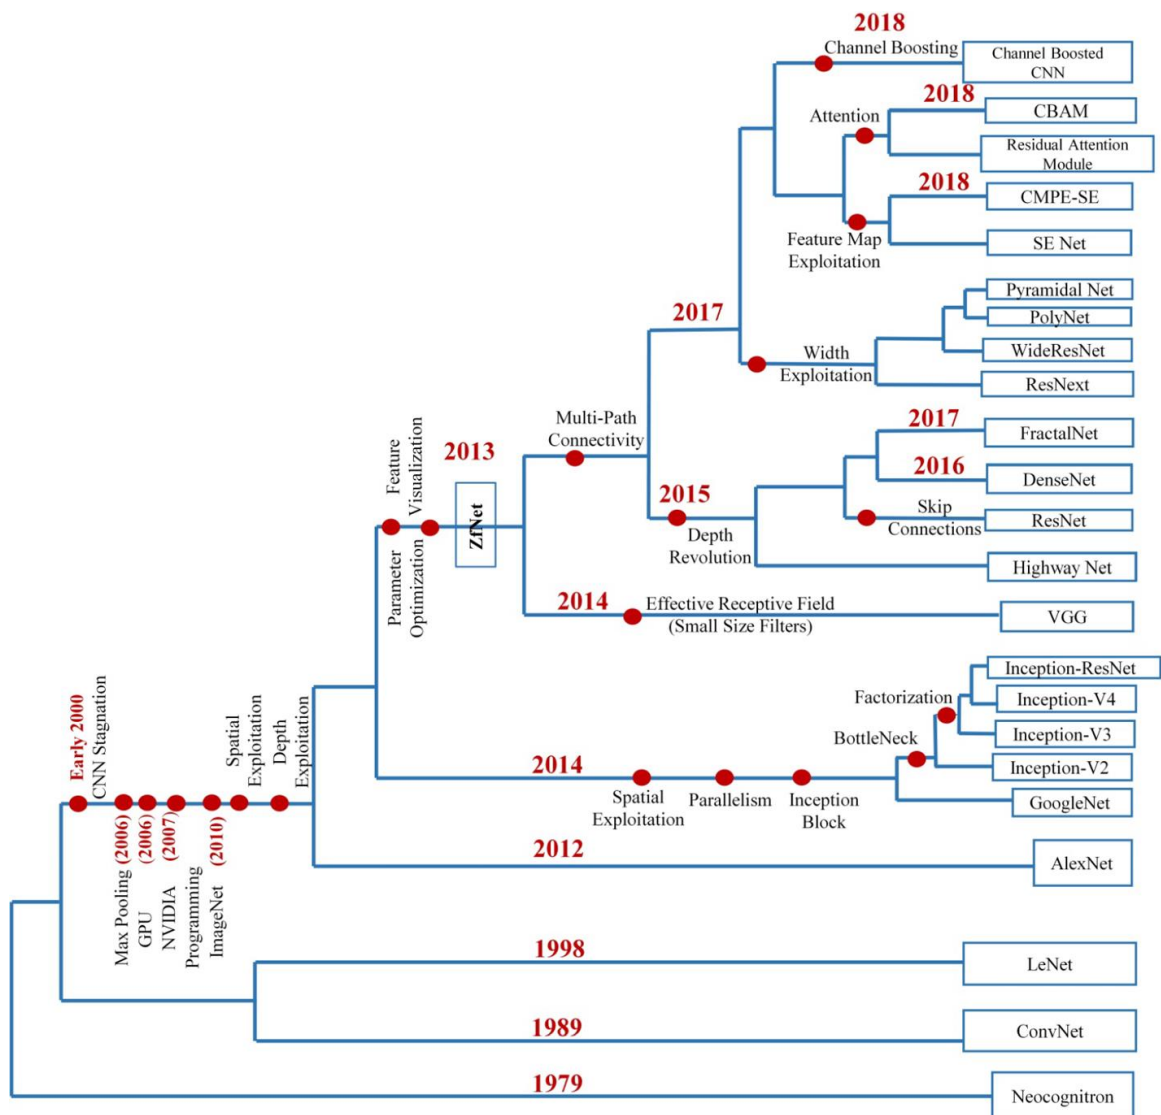 2018
Channel Boosting
Channel Boosted
CNN
2018
Attention
CBAM
Residual Attention
Module
2018
CMPE-SE
Feature Map
Exploitation
SE Net
Pyramidal Net
PolyNet
2017
Width
Exploitation
WideResNet
ResNext
Multi-Path
Connectivity
2017
FractalNet
2016
DenseNet
2015
Depth
Revolution
Skip
Connections
ResNet
Highway Net
Feature
Visualization
2013
ZfNet
Parameter
Optimization
2014
Effective Receptive Field
(Small Size Filters)
VGG
Inception-ResNet
Factorization
Inception-V4
BottleNeck
Inception-V3
Inception-V2
2014
Spatial
Exploitation
Parallelism
Inception
Block
GoogleNet
Early 2000
CNN Stagnation
Spatial
Exploitation
Depth
Exploitation
Max Pooling (2006)
GPU (2006)
NVIDIA (2007)
Programming
ImageNet (2010)
2012
AlexNet
1998
LeNet
1989
ConvNet
1979
Neocognitron